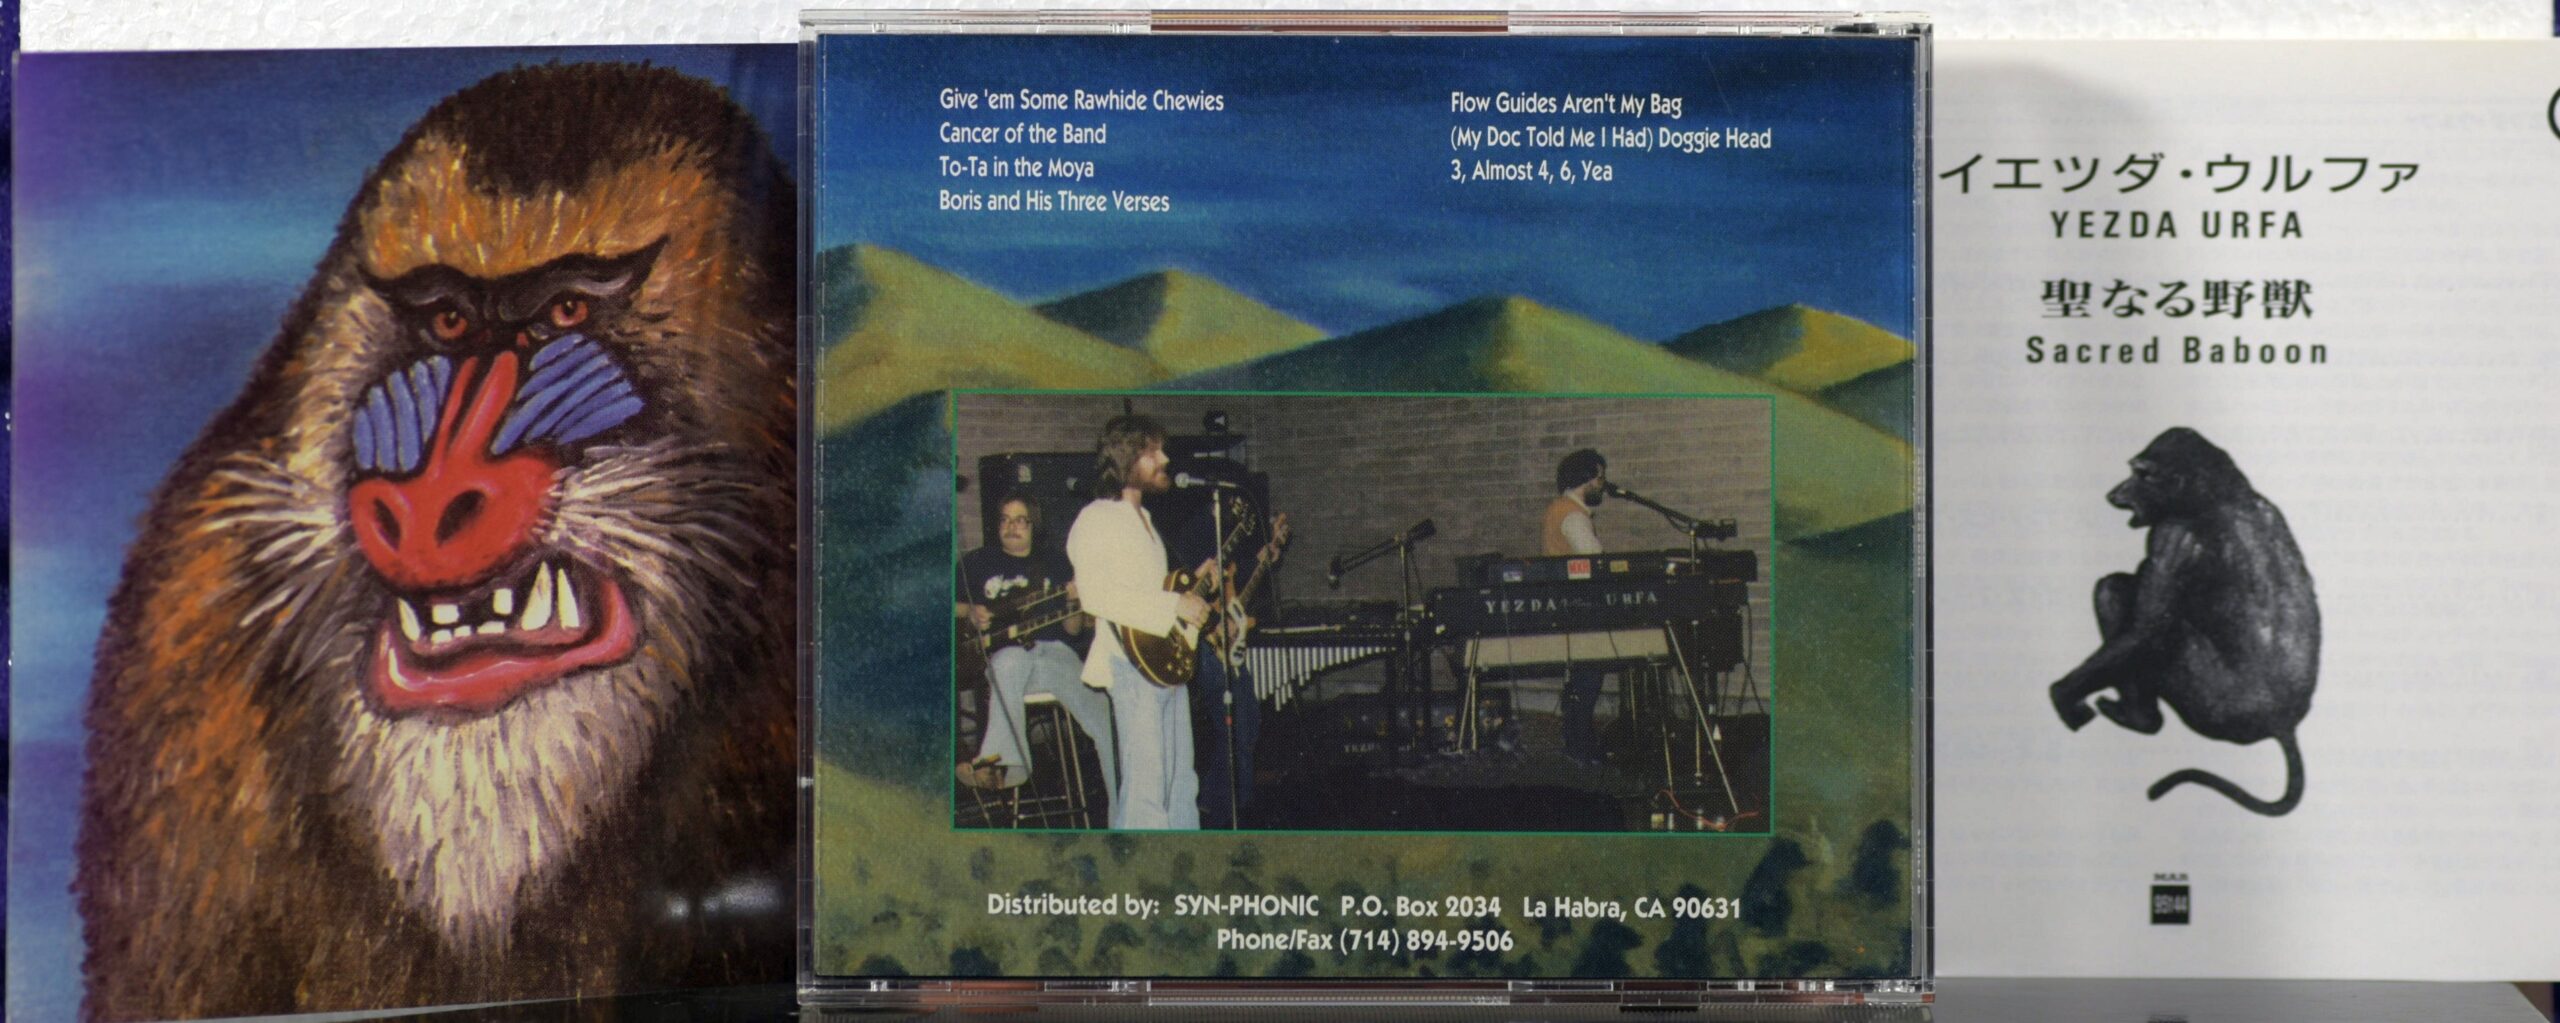 Give 'em Some Rawhide Chewies
Cancer of the Band
To-Ta in the Moya
Boris and His Three Verses
Flow Guides Aren't My Bag
(My Doc Told Me I Had) Doggie Head
3, Almost 4, 6, Yea
MXR
YEZDA URFA
YEZDA
Distributed by: SYN-PHONIC P.O. Box 2034 La Habra, CA 90631
Phone/Fax (714) 894-9506
イエツダ・ウルファ
YEZDA URFA
聖なる野獣
Sacred Baboon
M.A.R.
95144